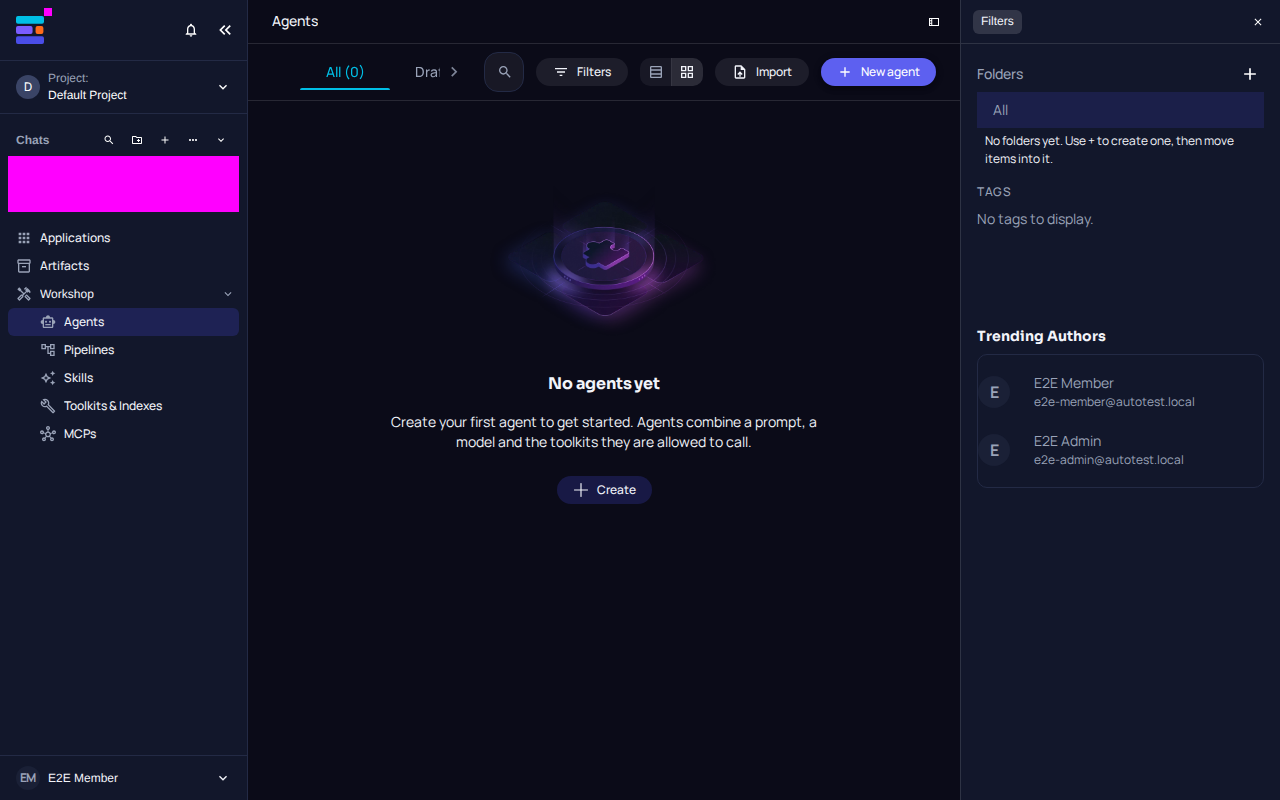 Agents
Filters
Project:
D
Default Project
All (0)
Filters
Import
New agent
Folders
All
No folders yet. Use + to create one, then move
items into it.
Chats
TAGS
No tags to display.
Applications
Artifacts
Workshop
Agents
Pipelines
Skills
Toolkits & Indexes
MCPs
No agents yet
Create your first agent to get started. Agents combine a prompt, a
model and the toolkits they are allowed to call.
Create
Trending Authors
E
E2E Member
e2e-member@autotest.local
E
E2E Admin
e2e-admin@autotest.local
EM
E2E Member